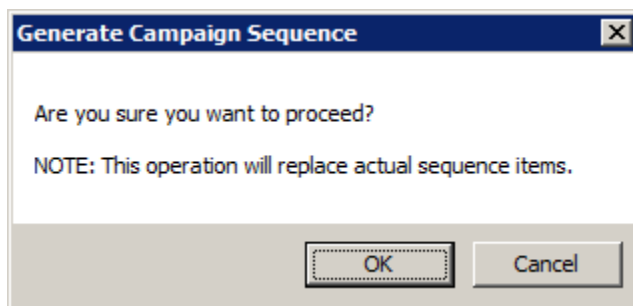 Generate Campaign Sequence
Are you sure you want to proceed?
NOTE: This operation will replace actual sequence items.
OK
Cancel